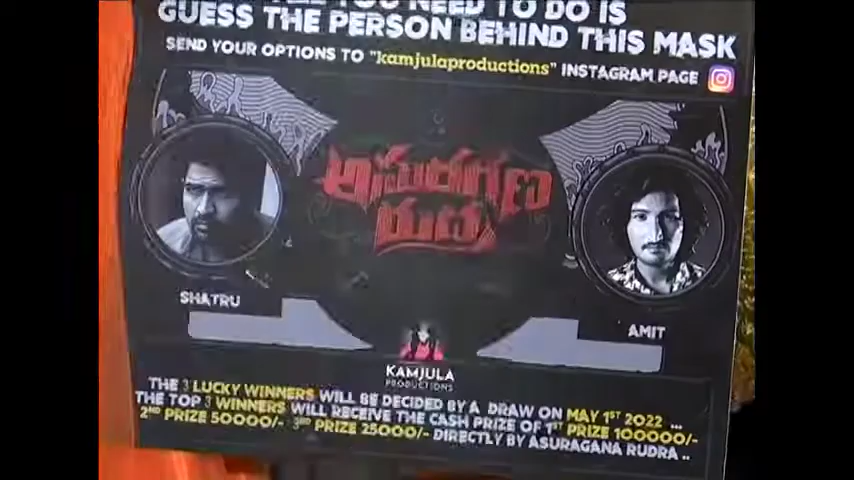 YOU NEED TO DO IS
GUESS THE PERSON BEHIND THIS MASK
SEND YOUR OPTIONS TO "kamjulaproductions" INSTAGRAM PAGE
అసురగణ
రుద్ర
SHATRU
AMIT
KAMJULA
PRODUCTIONS
THE 3 LUCKY WINNERS WILL BE DECIDED BY A DRAW ON MAY 1ST 2022 ...
THE TOP 3 WINNERS WILL RECEIVE THE CASH PRIZE OF 1ST PRIZE 100000/-
2ND PRIZE 50000/- 3RD PRIZE 25000/- DIRECTLY BY ASURAGANA RUDRA ..